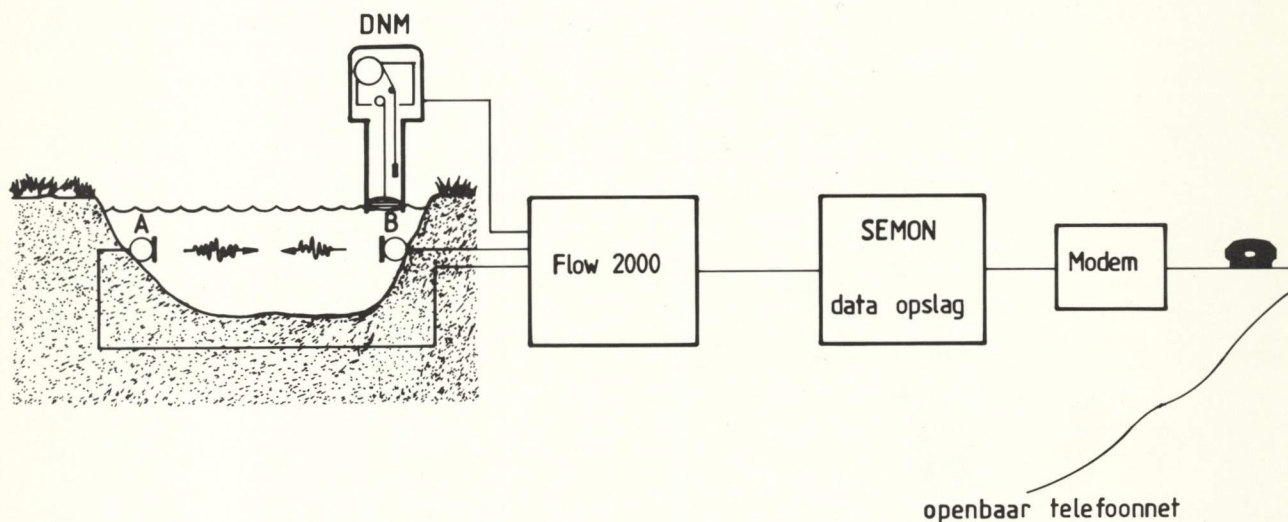 DNM
A
B
Flow 2000
SEMON
data opslag
Modem
openbaar telefoonnet